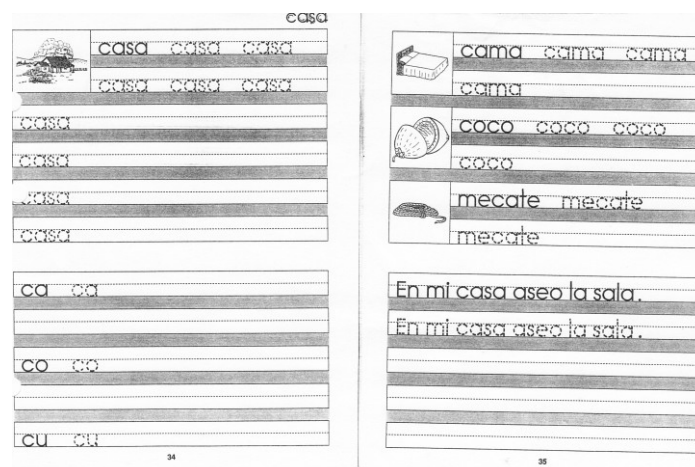 casa
casa casa casa
casa casa casa
casa
casa
casa
casa
ca ca
co co
cu cu
34
cama cama cama
cama
coco coco coco
coco
mecate mecate
mecate
En mi casa aseo la sala.
En mi casa aseo la sala.
35